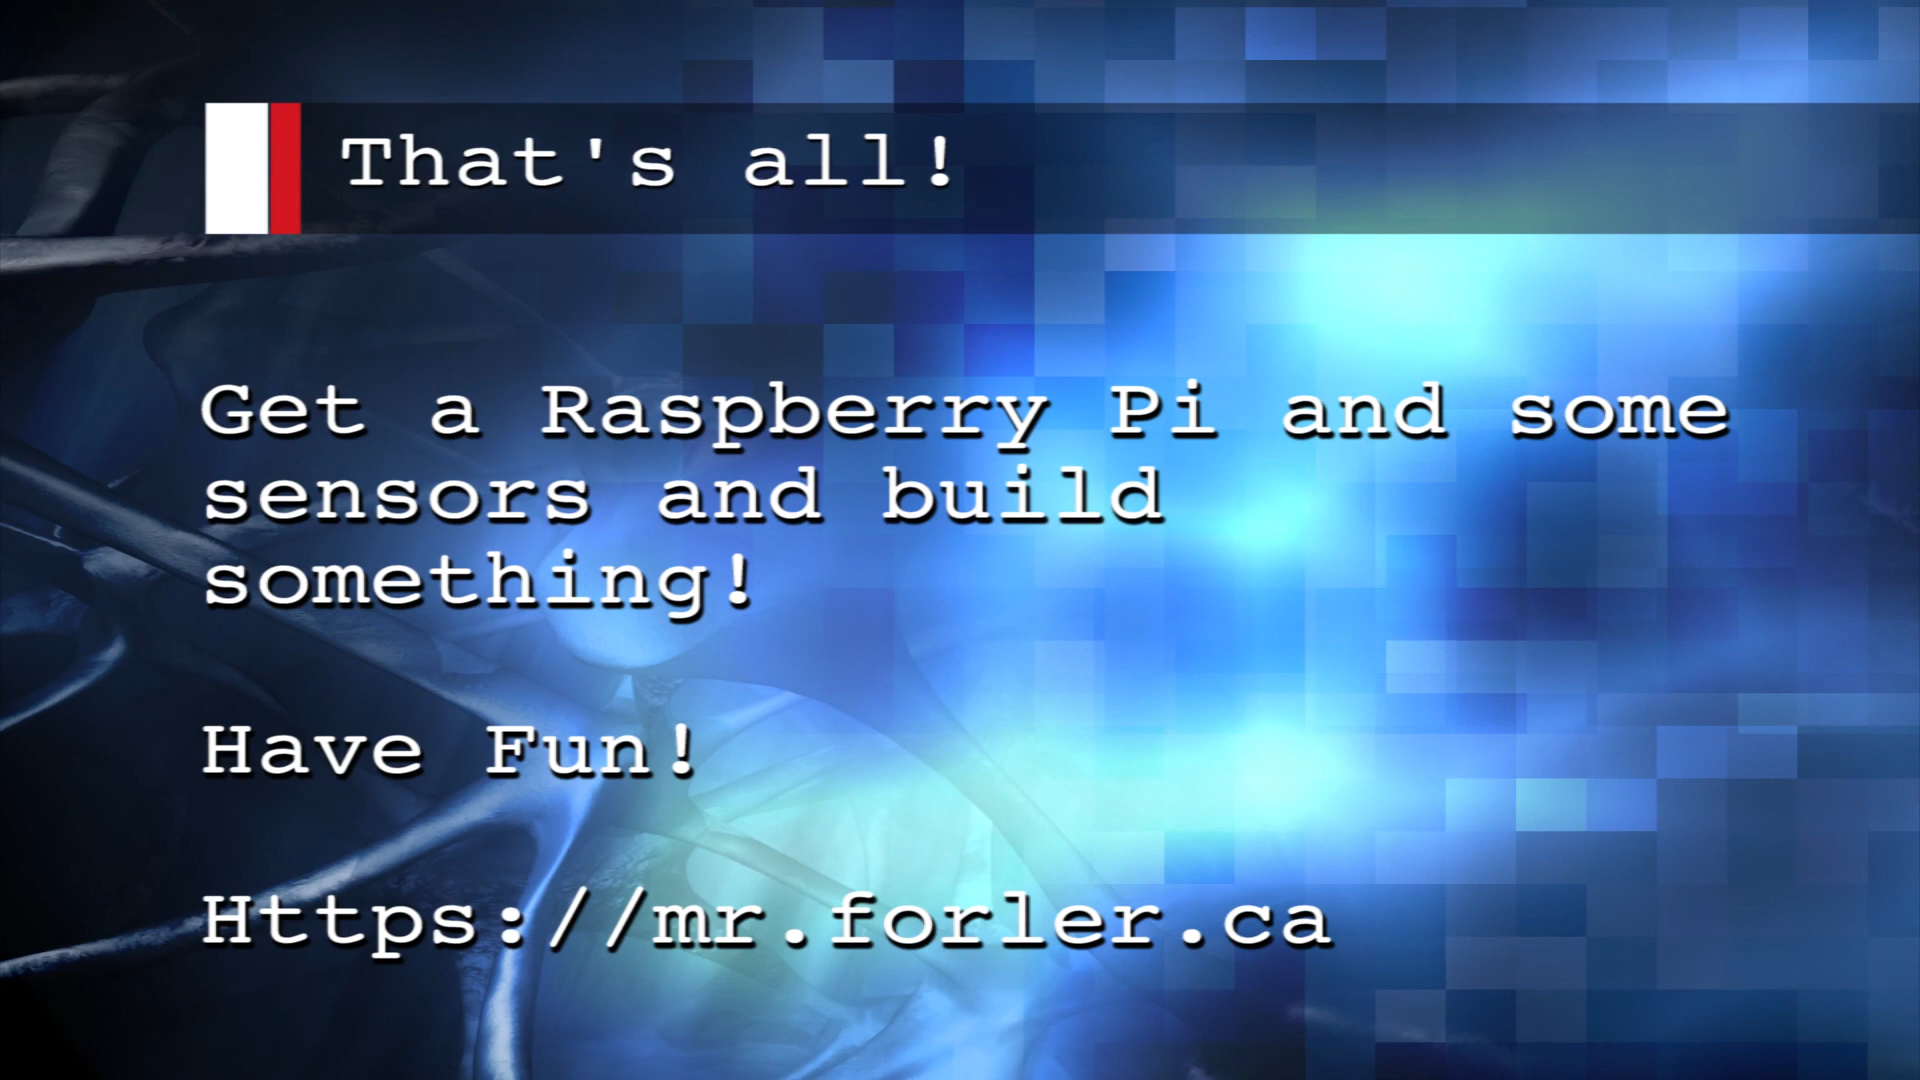 That's all!
Get a Raspberry Pi and some
sensors and build
something!
Have Fun!
Https://mr.forler.ca